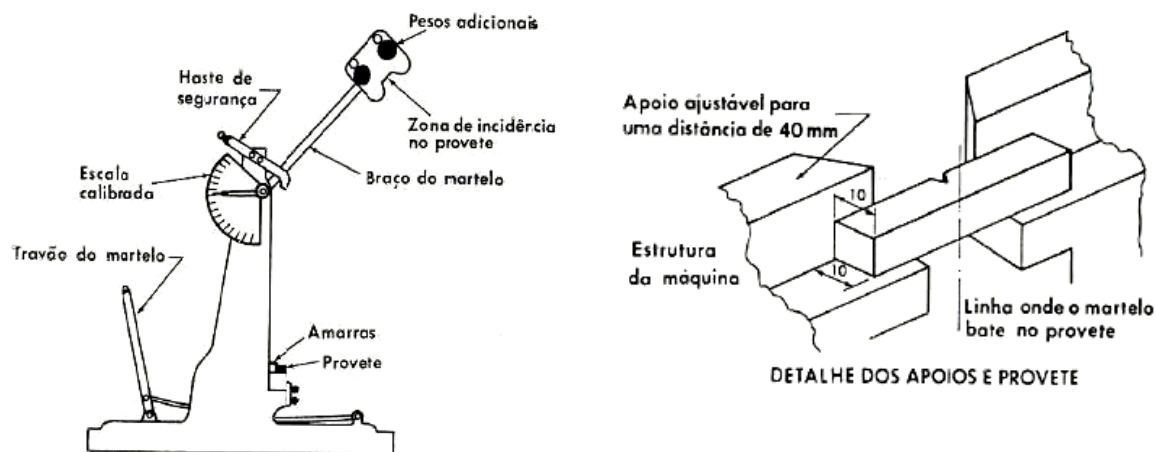 Pesos adicionais
Haste de
segurança
Zona de incidência
no provete
Escala
calibrada
Braço do martelo
Travão do martelo
Amarras
Provete
Apoio ajustável para
uma distância de 40 mm
10
Estrutura
da máquina
10
Linha onde o martelo
bate no provete
DETALHE DOS APOIOS E PROVETE